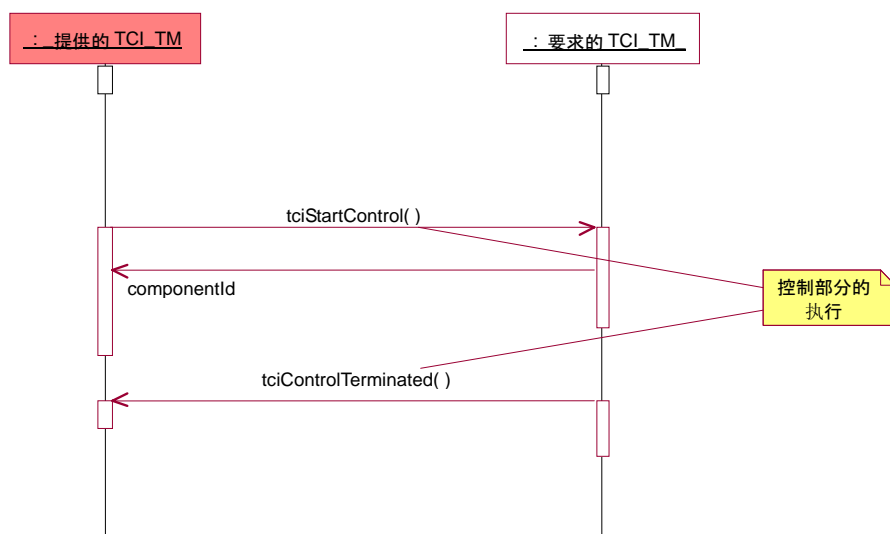 : _提供的 TCI_TM
: 要求的 TCI_TM_
tciStartControl( )
componentId
控制部分的
执行
tciControlTerminated( )